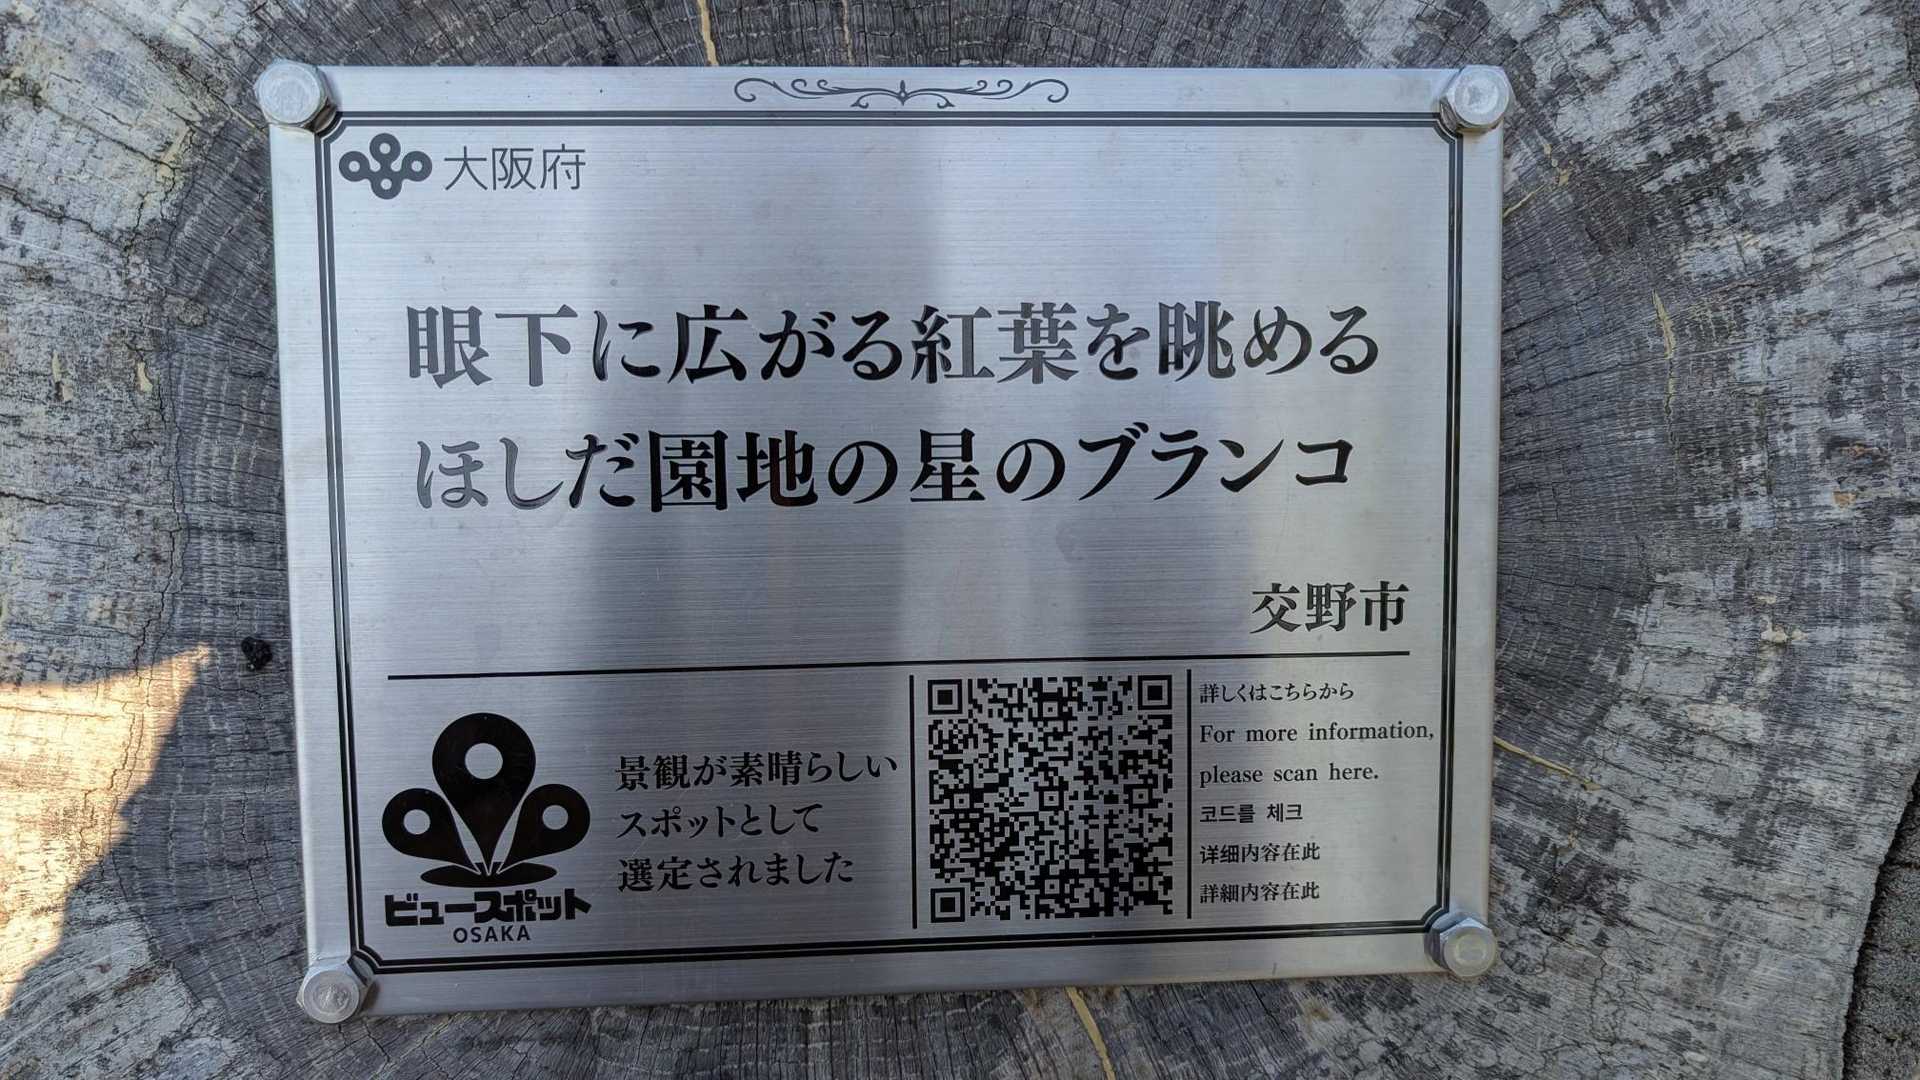 大阪府
眼下に広がる紅葉を眺める
ほしだ園地の星のブランコ
交野市
ビュースポット
OSAKA
景観が素晴らしい
スポットとして
選定されました
詳しくはこちらから
For more information,
please scan here.
코드를 체크
详细内容在此
詳細内容在此